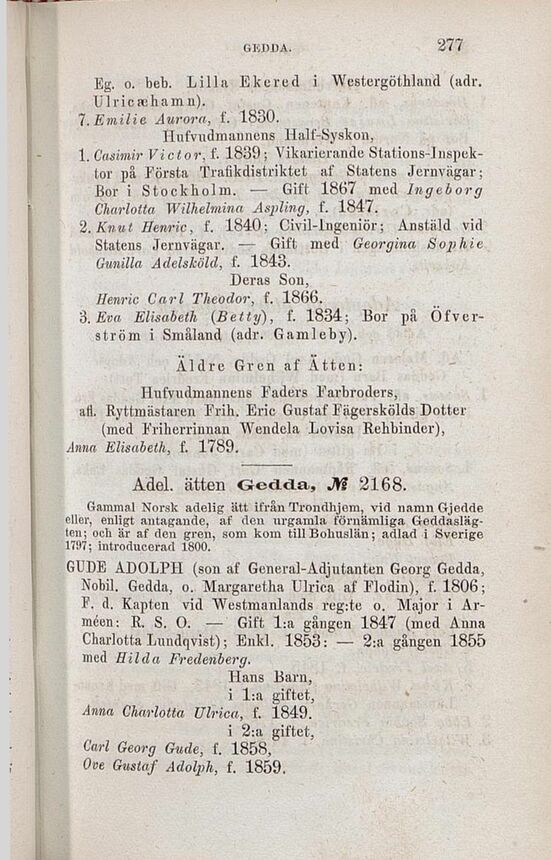 GEDDA. 277
Eg. o. beb. Lilla Ekered i Westergöthland (adr.
Ulricæhamn).
7. Emilie Aurora, f. 1830.
Hufvudmannens Half-Syskon,
1. Casimir Victor, f. 1839; Vikarierande Stations-Inspek-
tor på Första Trafikdistriktet af Statens Jernvägar;
Bor i Stockholm. — Gift 1867 med Ingeborg
Charlotta Wilhelmina Aspling, f. 1847.
2. Knut Henric, f. 1840; Civil-Ingeniör; Anstäld vid
Statens Jernvägar. — Gift med Georgina Sophie
Gunilla Adelsköld, f. 1843.
Deras Son,
Henric Carl Theodor, f. 1866.
3. Eva Elisabeth (Betty), f. 1834; Bor på Öfver-
ström i Småland (adr. Gamleby).
Äldre Gren af Ätten:
Hufvudmannens Faders Farbroders,
afl. Ryttmästaren Frih. Eric Gustaf Fägerskölds Dotter
(med Friherrinnan Wendela Lovisa Rehbinder),
Anna Elisabeth, f. 1789.
Adel. ätten Gedda, № 2168.
Gammal Norsk adelig ätt ifrån Trondhjem, vid namn Gjedde
eller, enligt antagande, af den urgamla förnämliga Geddasläg-
ten; och är af den gren, som kom till Bohuslän; adlad i Sverige
1797; introducerad 1800.
GUDE ADOLPH (son af General-Adjutanten Georg Gedda,
Nobil. Gedda, o. Margaretha Ulrica af Flodin), f. 1806;
F. d. Kapten vid Westmanlands reg:te o. Major i Ar-
méen: R. S. O. — Gift 1:a gången 1847 (med Anna
Charlotta Lundqvist); Enkl. 1853: — 2:a gången 1855
med Hilda Fredenberg.
Hans Barn,
i 1:a giftet,
Anna Charlotta Ulrica, f. 1849.
i 2:a giftet,
Carl Georg Gude, f. 1858,
Ove Gustaf Adolph, f. 1859.